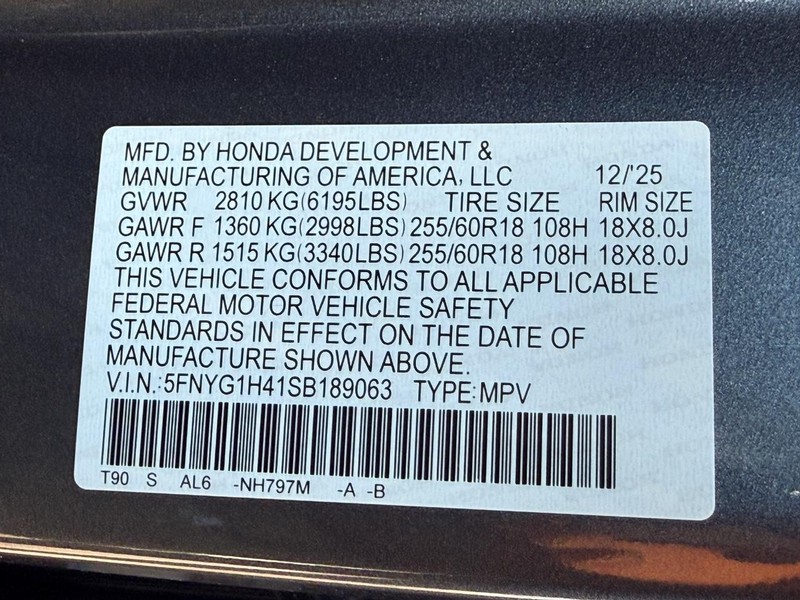 MFD. BY HONDA DEVELOPMENT &
MANUFACTURING OF AMERICA, LLC 12/'25
GVWR 2810 KG(6195LBS) TIRE SIZE RIM SIZE
GAWR F 1360 KG(2998LBS) 255/60R18 108H 18X8.0J
GAWR R 1515 KG(3340LBS) 255/60R18 108H 18X8.0J
THIS VEHICLE CONFORMS TO ALL APPLICABLE
FEDERAL MOTOR VEHICLE SAFETY
STANDARDS IN EFFECT ON THE DATE OF
MANUFACTURE SHOWN ABOVE.
V.I.N.:5FNYG1H41SB189063 TYPE:MPV
T90 S AL6 -NH797M -A -B